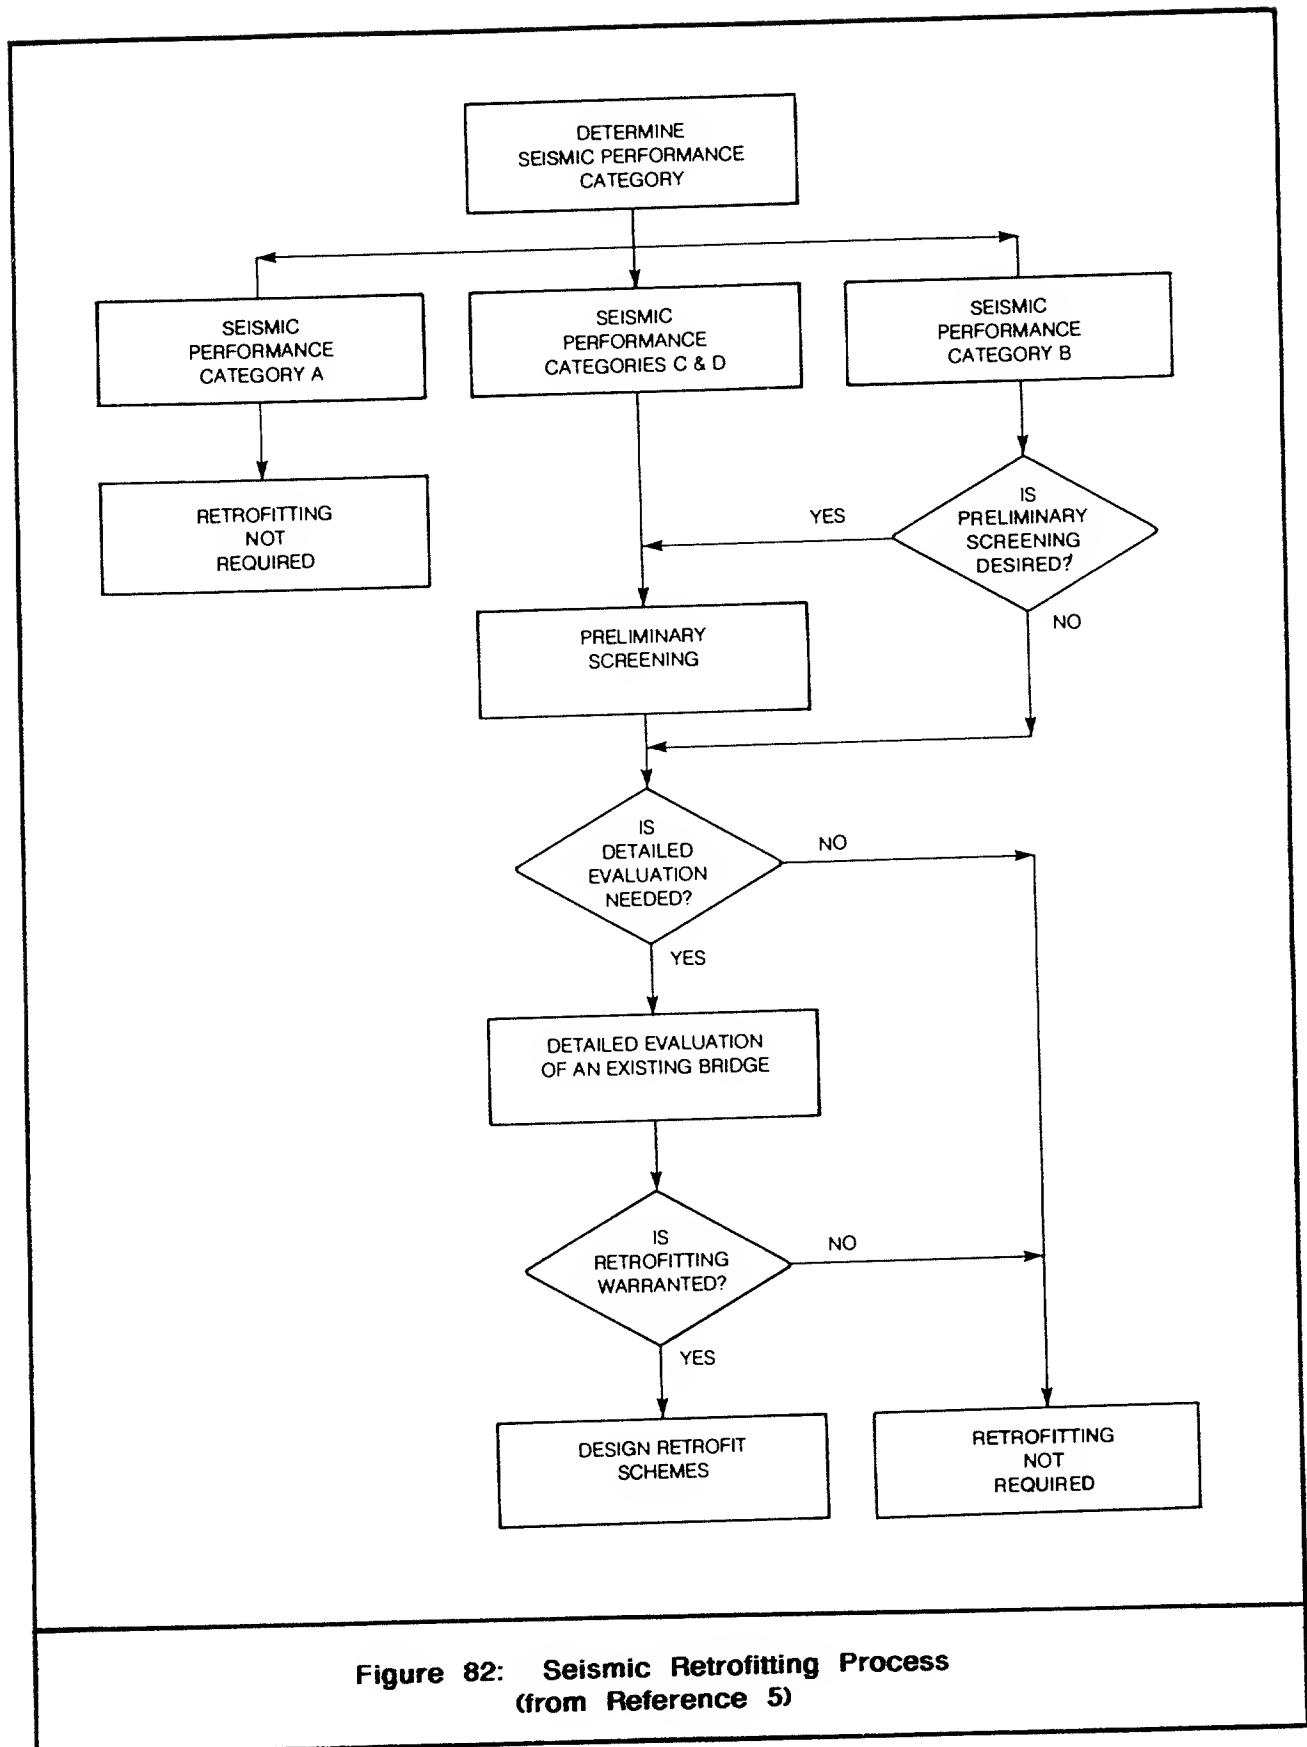 DETERMINE
SEISMIC PERFORMANCE
CATEGORY
SEISMIC
PERFORMANCE
CATEGORY A
SEISMIC
PERFORMANCE
CATEGORIES C & D
SEISMIC
PERFORMANCE
CATEGORY B
RETROFITTING
NOT
REQUIRED
YES
IS
PRELIMINARY
SCREENING
DESIRED?
NO
PRELIMINARY
SCREENING
IS
DETAILED
EVALUATION
NEEDED?
NO
YES
DETAILED EVALUATION
OF AN EXISTING BRIDGE
IS
RETROFITTING
WARRANTED?
NO
YES
DESIGN RETROFIT
SCHEMES
RETROFITTING
NOT
REQUIRED
Figure 82: Seismic Retrofitting Process
(from Reference 5)